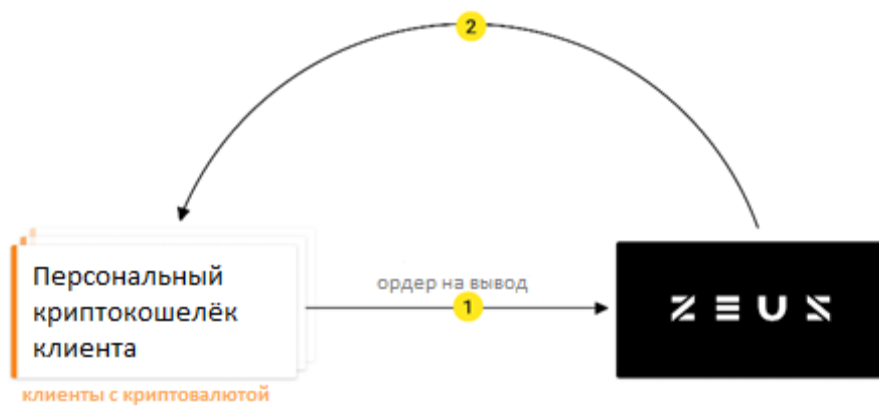 2
Персональный
криптокошелёк
клиента
ордер на вывод
1
ZEUS
клиенты с криптовалютой